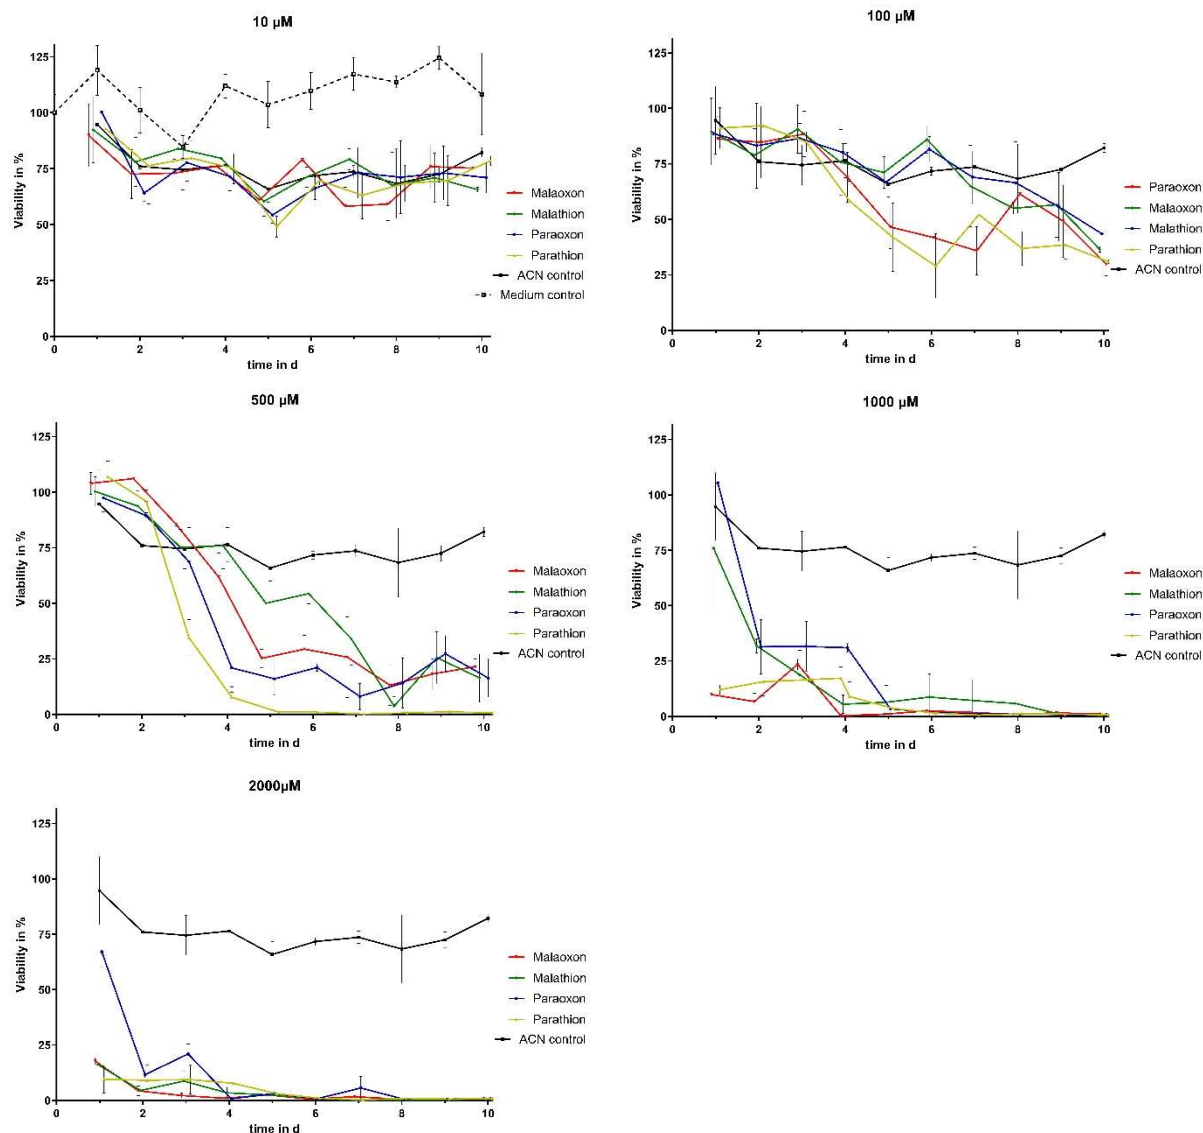 10 µM
125
100
75
50
25
0
Viability in %
0 2 4 6 8 10
time in d
Malaoxon
Malathion
Paraoxon
Parathion
ACN control
Medium control
100 µM
125
100
75
50
25
0
Viability in %
0 2 4 6 8 10
time in d
Paraoxon
Malaoxon
Malathion
Parathion
ACN control
500 µM
125
100
75
50
25
0
Viability in %
0 2 4 6 8 10
time in d
Malaoxon
Malathion
Paraoxon
Parathion
ACN control
1000 µM
125
100
75
50
25
0
Viability in %
0 2 4 6 8 10
time in d
Malaoxon
Malathion
Paraoxon
Parathion
ACN control
2000µM
125
100
75
50
25
0
Viability in %
0 2 4 6 8 10
time in d
Malaoxon
Malathion
Paraoxon
Parathion
ACN control